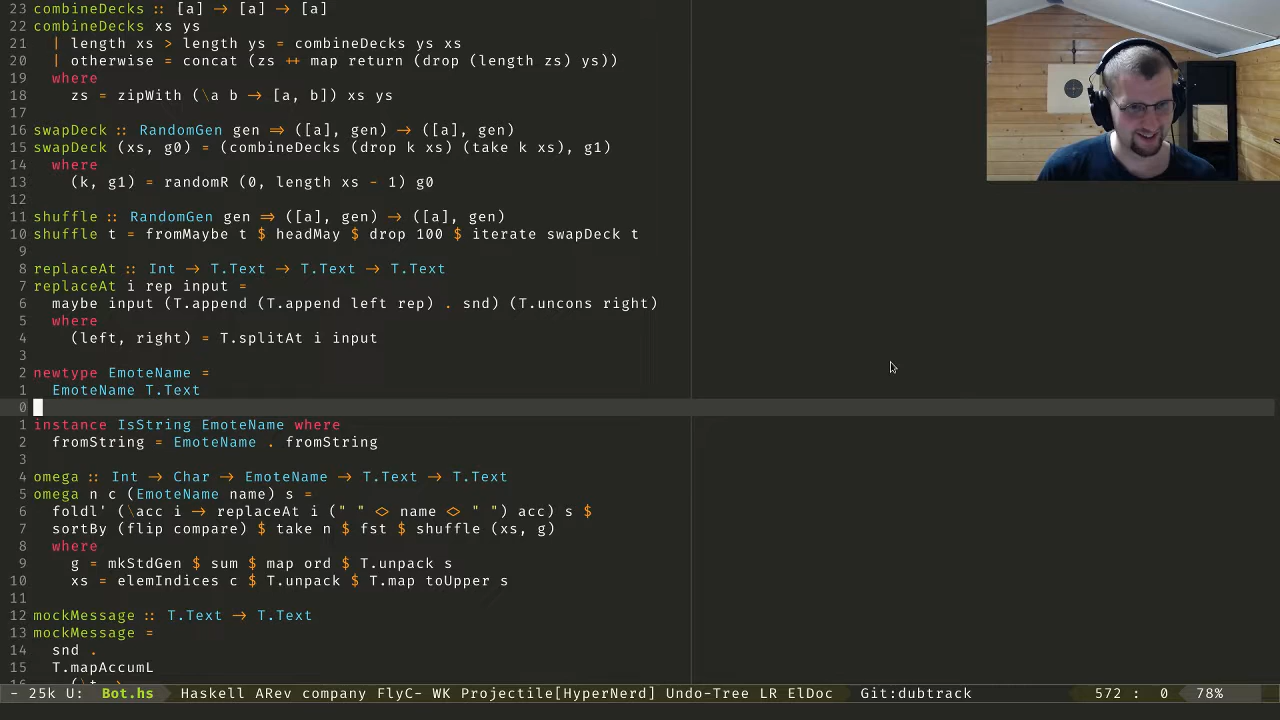 23 combineDecks :: [a] → [a] → [a]
22 combineDecks xs ys
21   | length xs > length ys = combineDecks ys xs
20   | otherwise = concat (zs ++ map return (drop (length zs) ys))
19   where
18     zs = zipWith (\a b → [a, b]) xs ys
17
16 swapDeck :: RandomGen gen ⇒ ([a], gen) → ([a], gen)
15 swapDeck (xs, g0) = (combineDecks (drop k xs) (take k xs), g1)
14   where
13     (k, g1) = randomR (0, length xs - 1) g0
12
11 shuffle :: RandomGen gen ⇒ ([a], gen) → ([a], gen)
10 shuffle t = fromMaybe t $ headMay $ drop 100 $ iterate swapDeck t
9
8 replaceAt :: Int → T.Text → T.Text → T.Text
7 replaceAt i rep input =
6   maybe input (T.append (T.append left rep) . snd) (T.uncons right)
5   where
4     (left, right) = T.splitAt i input
3
2 newtype EmoteName =
1   EmoteName T.Text
0
1 instance IsString EmoteName where
2   fromString = EmoteName . fromString
3
4 omega :: Int → Char → EmoteName → T.Text → T.Text
5 omega n c (EmoteName name) s =
6   foldl' (\acc i → replaceAt i (" " <> name <> " ") acc) s $
7   sortBy (flip compare) $ take n $ fst $ shuffle (xs, g)
8   where
9     g = mkStdGen $ sum $ map ord $ T.unpack s
10     xs = elemIndices c $ T.unpack $ T.map toUpper s
11
12 mockMessage :: T.Text → T.Text
13 mockMessage =
14   snd .
15   T.mapAccumL
- 25k U: Bot.hs Haskell ARev company FlyC- WK Projectile[HyperNerd] Undo-Tree LR ElDoc Git:dubtrack 572 : 0 78%